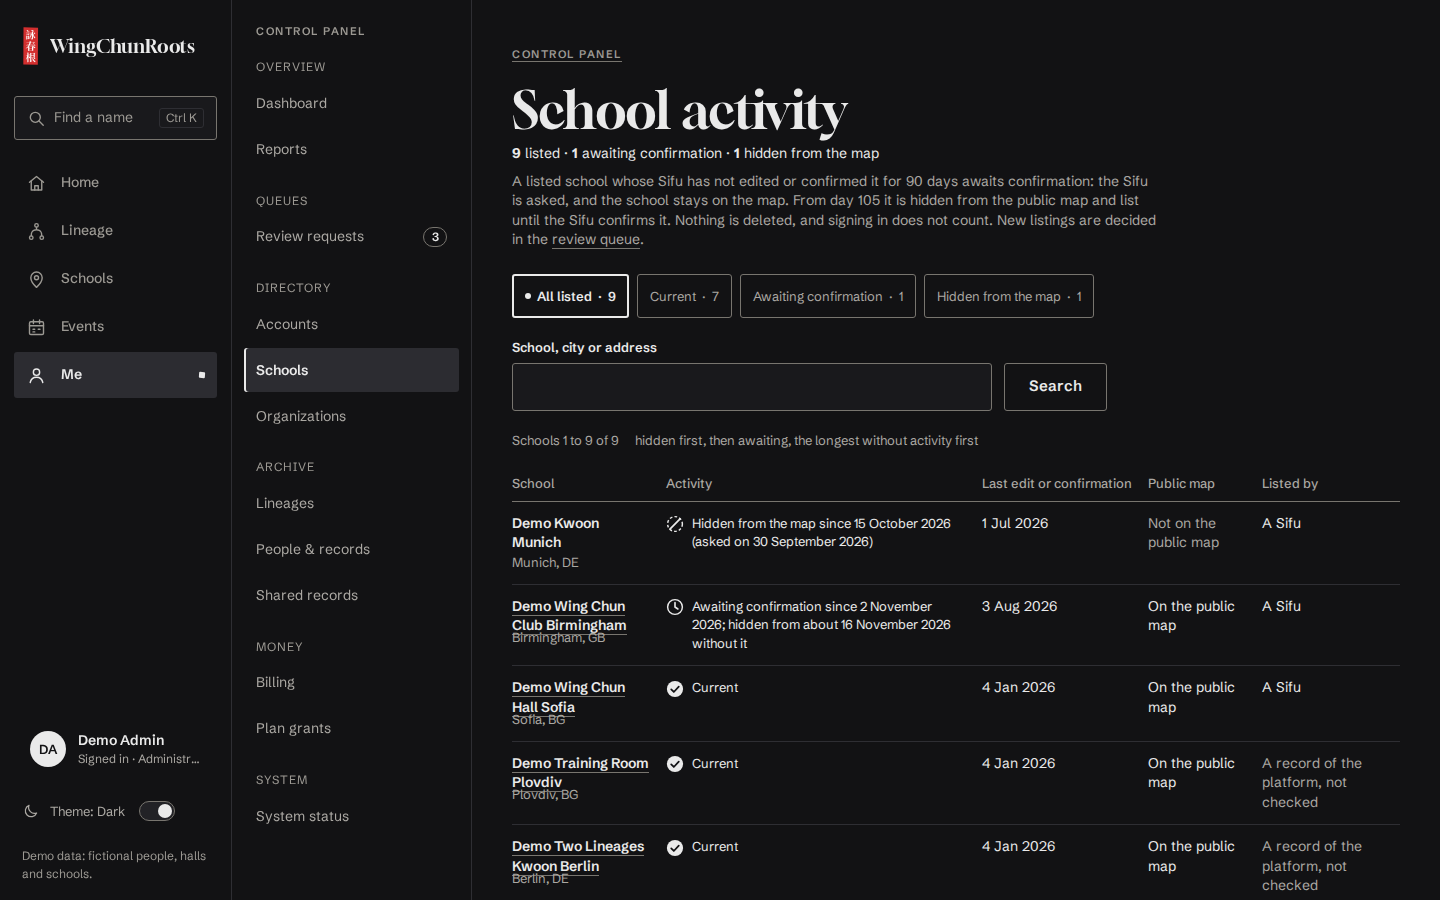 詠春根
WingChunRoots
Find a name
Ctrl K
Home
Lineage
Schools
Events
Me
DA
Demo Admin
Signed in · Administr...
Theme: Dark
Demo data: fictional people, halls
and schools.
CONTROL PANEL
OVERVIEW
Dashboard
Reports
QUEUES
Review requests
3
DIRECTORY
Accounts
Schools
Organizations
ARCHIVE
Lineages
People & records
Shared records
MONEY
Billing
Plan grants
SYSTEM
System status
CONTROL PANEL
School activity
9 listed · 1 awaiting confirmation · 1 hidden from the map
A listed school whose Sifu has not edited or confirmed it for 90 days awaits confirmation: the Sifu
is asked, and the school stays on the map. From day 105 it is hidden from the public map and list
until the Sifu confirms it. Nothing is deleted, and signing in does not count. New listings are decided
in the review queue.
All listed · 9
Current · 7
Awaiting confirmation · 1
Hidden from the map · 1
School, city or address
Search
Schools 1 to 9 of 9 hidden first, then awaiting, the longest without activity first
School Activity Last edit or confirmation Public map Listed by
Demo Kwoon
Munich
Munich, DE
Hidden from the map since 15 October 2026
(asked on 30 September 2026)
1 Jul 2026
Not on the
public map
A Sifu
Demo Wing Chun
Club Birmingham
Birmingham, GB
Awaiting confirmation since 2 November
2026; hidden from about 16 November 2026
without it
3 Aug 2026
On the public
map
A Sifu
Demo Wing Chun
Hall Sofia
Sofia, BG
Current
4 Jan 2026
On the public
map
A Sifu
Demo Training Room
Plovdiv
Plovdiv, BG
Current
4 Jan 2026
On the public
map
A record of the
platform, not
checked
Demo Two Lineages
Kwoon Berlin
Berlin, DE
Current
4 Jan 2026
On the public
map
A record of the
platform, not
checked